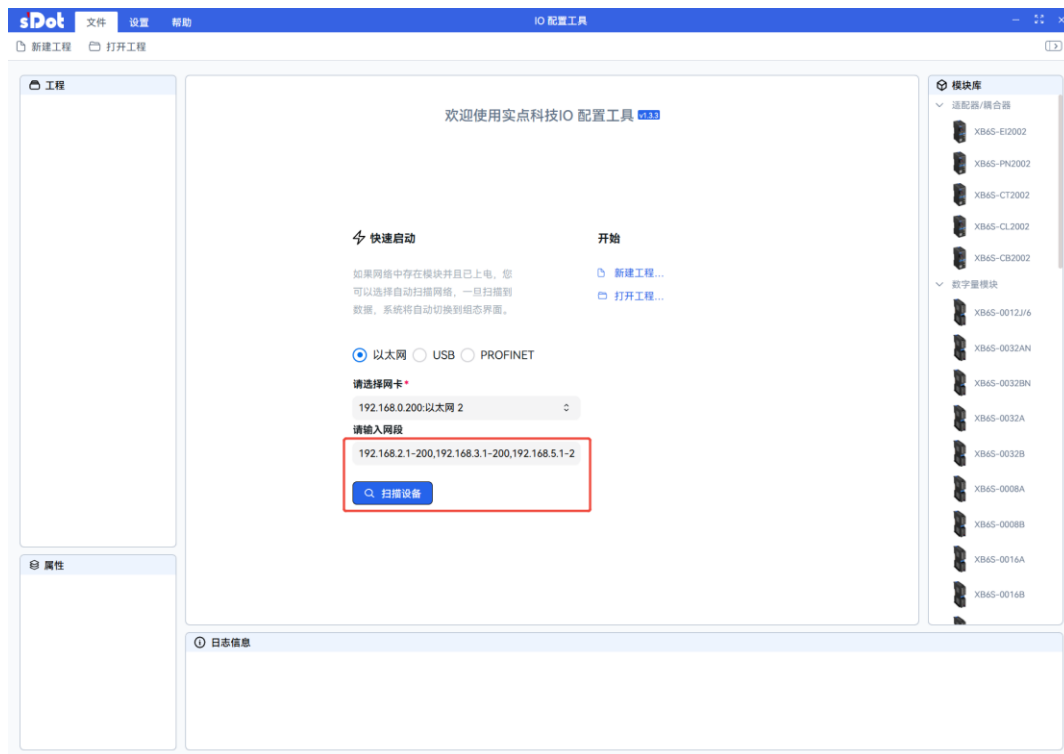 sDot 文件 设置 帮助 IO 配置工具
新建工程 打开工程
工程
欢迎使用实点科技IO 配置工具 v1.3.3
快速启动
如果网络中存在模块并且已上电，您
可以选择自动扫描网络，一旦扫描到
数据，系统将自动切换到组态界面。
以太网 USB PROFINET
请选择网卡*
192.168.0.200:以太网 2
请输入网段
192.168.2.1-200,192.168.3.1-200,192.168.5.1-2
扫描设备
开始
新建工程...
打开工程...
模块库
适配器/耦合器
XB6S-EI2002
XB6S-PN2002
XB6S-CT2002
XB6S-CL2002
XB6S-CB2002
数字量模块
XB6S-0012J/6
XB6S-0032AN
XB6S-0032BN
XB6S-0032A
XB6S-0032B
XB6S-0008A
XB6S-0008B
XB6S-0016A
XB6S-0016B
属性
日志信息